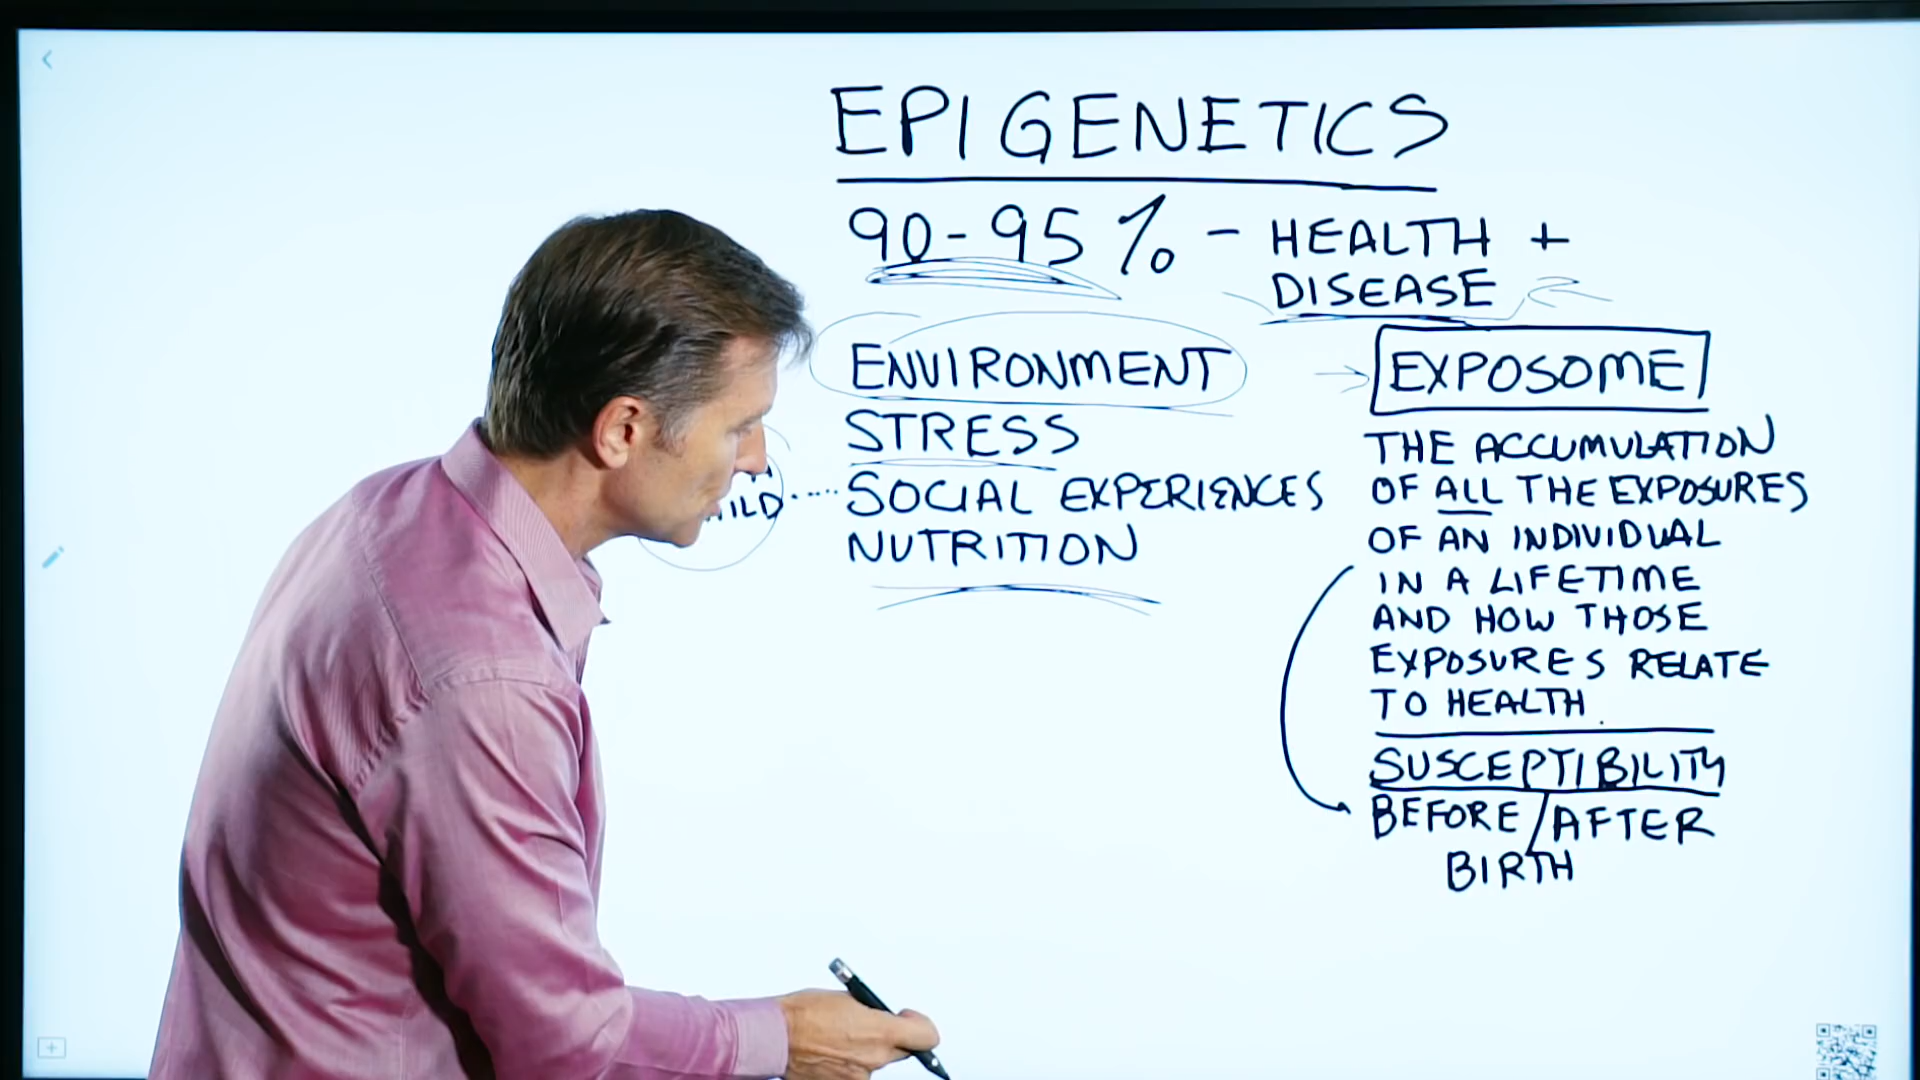 EPIGENETICS
90-95% - HEALTH +
DISEASE
ENVIRONMENT
STRESS
SOCIAL EXPERIENCES
NUTRITION
EXPOSOME
THE ACCUMULATION
OF ALL THE EXPOSURES
OF AN INDIVIDUAL
IN A LIFETIME
AND HOW THOSE
EXPOSURES RELATE
TO HEALTH.
SUSCEPTIBILITY
BEFORE/AFTER
BIRTH